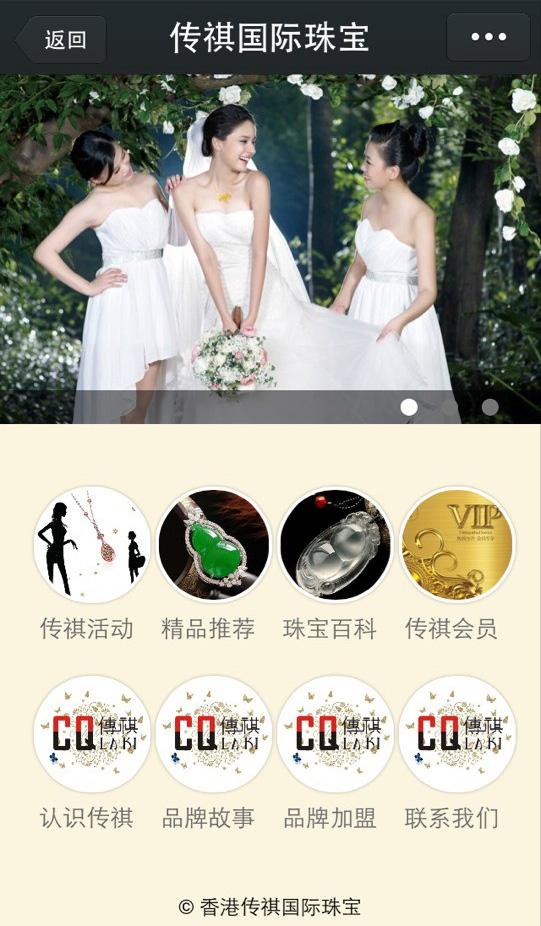 返回
传祺国际珠宝
VIP
传祺活动
精品推荐
珠宝百科
传祺会员
CQ 傳祺
LAKI
CQ 傳祺
LAKI
CQ 傳祺
LAKI
CQ 傳祺
LAKI
认识传祺
品牌故事
品牌加盟
联系我们
© 香港传祺国际珠宝